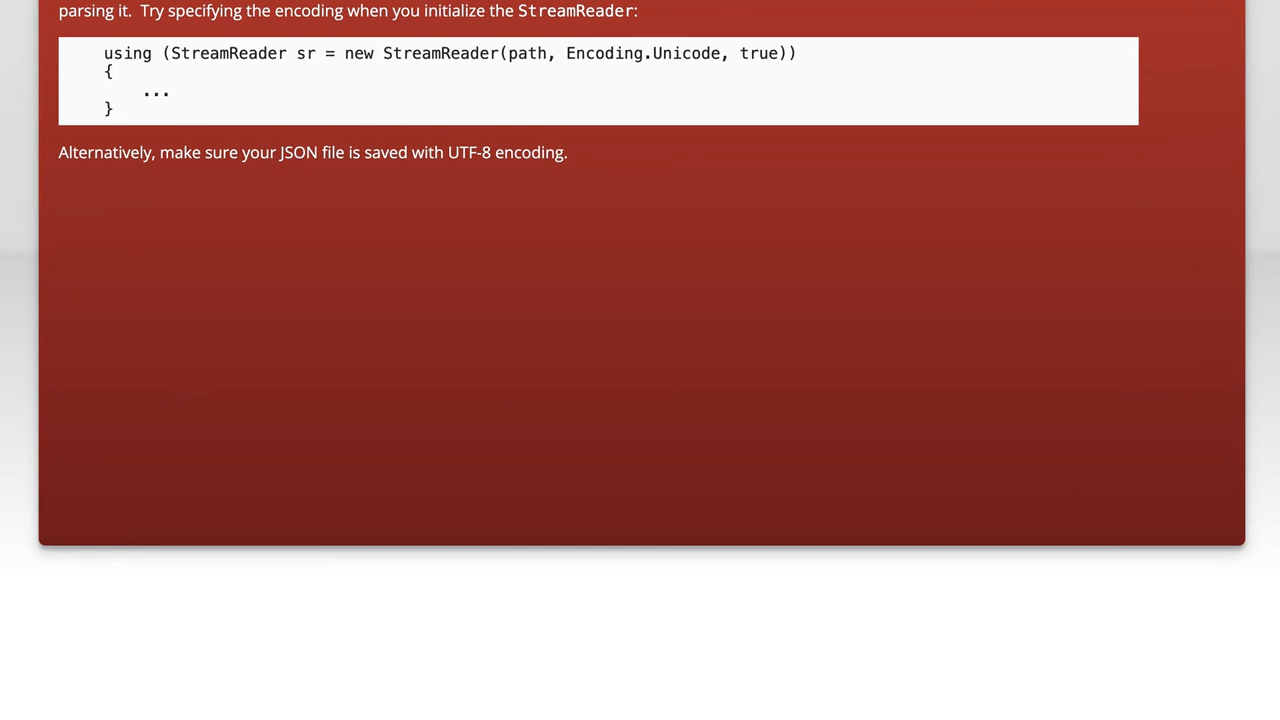 parsing it.  Try specifying the encoding when you initialize the StreamReader:
using (StreamReader sr = new StreamReader(path, Encoding.Unicode, true))
{
    ...
}
Alternatively, make sure your JSON file is saved with UTF-8 encoding.